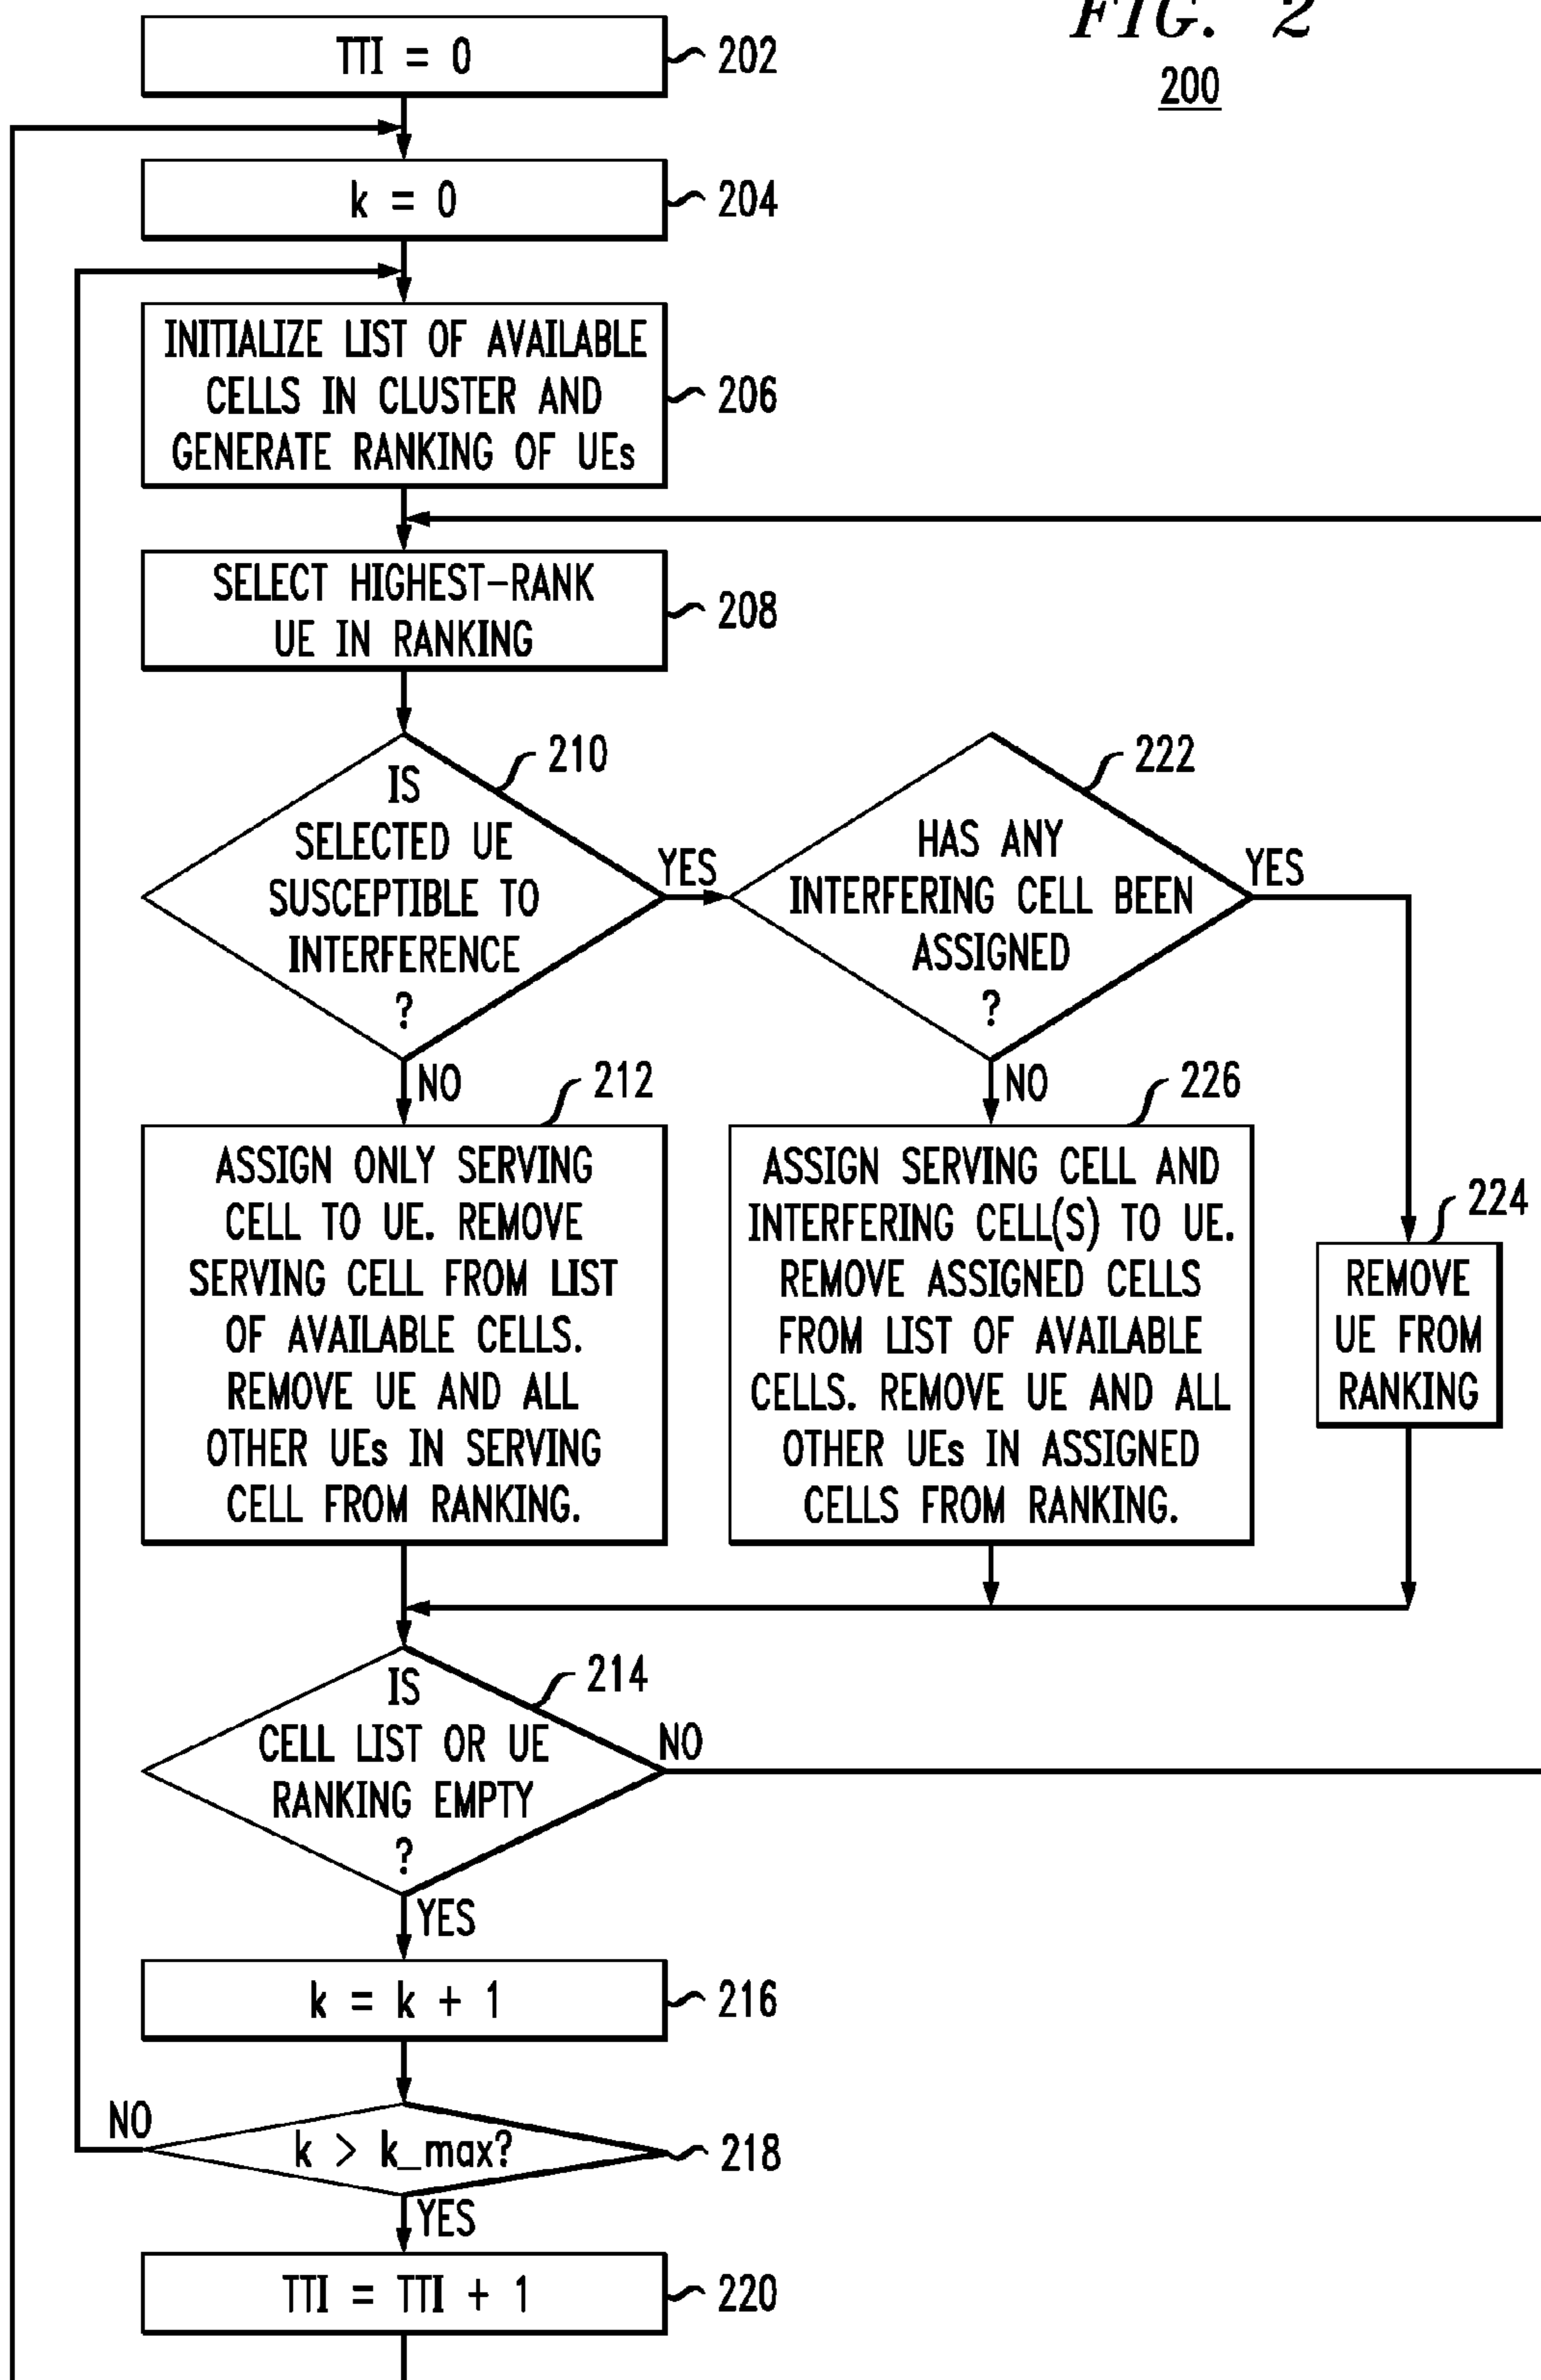 FIG. 2
200
TTI = 0
202
k = 0
204
INITIALIZE LIST OF AVAILABLE
CELLS IN CLUSTER AND
GENERATE RANKING OF UEs
206
SELECT HIGHEST-RANK
UE IN RANKING
208
IS
SELECTED UE
SUSCEPTIBLE TO
INTERFERENCE
?
210
YES
NO
HAS ANY
INTERFERING CELL BEEN
ASSIGNED
?
222
YES
NO
ASSIGN ONLY SERVING
CELL TO UE. REMOVE
SERVING CELL FROM LIST
OF AVAILABLE CELLS.
REMOVE UE AND ALL
OTHER UEs IN SERVING
CELL FROM RANKING.
212
ASSIGN SERVING CELL AND
INTERFERING CELL(S) TO UE.
REMOVE ASSIGNED CELLS
FROM LIST OF AVAILABLE
CELLS. REMOVE UE AND ALL
OTHER UEs IN ASSIGNED
CELLS FROM RANKING.
226
REMOVE
UE FROM
RANKING
224
IS
CELL LIST OR UE
RANKING EMPTY
?
214
NO
YES
k = k + 1
216
k > k_max?
218
NO
YES
TTI = TTI + 1
220